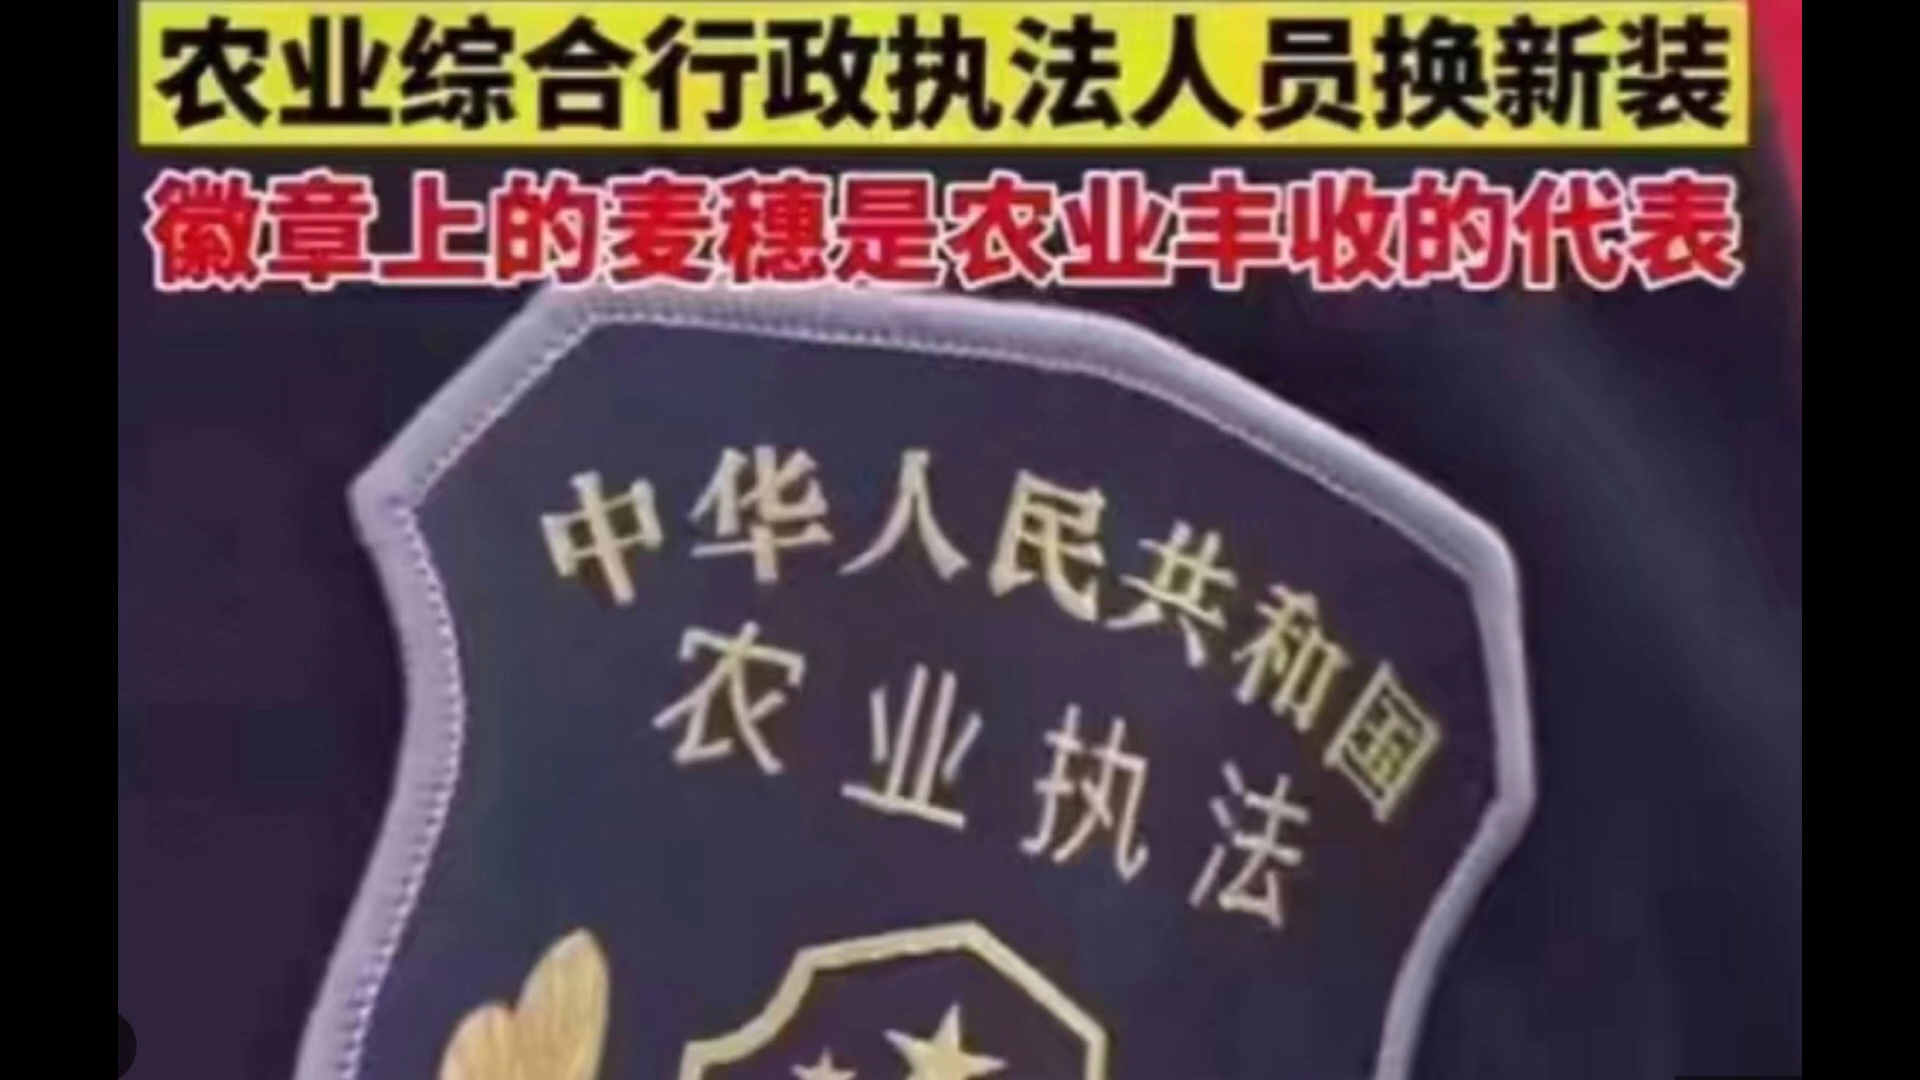 农业综合行政执法人员换新装
徽章上的麦穗是农业丰收的代表
中华人民共和国
农业执法